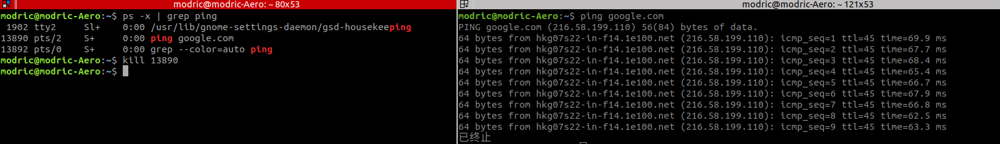 modric@modric-Aero: ~ 80x53
modric@modric-Aero:~$ ps -x | grep ping
 1902 tty2     Sl+    0:00 /usr/lib/gnome-settings-daemon/gsd-housekeeping
13890 pts/2    S+     0:00 ping google.com
13892 pts/0    S+     0:00 grep --color=auto ping
modric@modric-Aero:~$ kill 13890
modric@modric-Aero:~$
modric@modric-Aero: ~ 121x53
modric@modric-Aero:~$ ping google.com
PING google.com (216.58.199.110) 56(84) bytes of data.
64 bytes from hkg07s22-in-f14.1e100.net (216.58.199.110): icmp_seq=1 ttl=45 time=69.9 ms
64 bytes from hkg07s22-in-f14.1e100.net (216.58.199.110): icmp_seq=2 ttl=45 time=67.7 ms
64 bytes from hkg07s22-in-f14.1e100.net (216.58.199.110): icmp_seq=3 ttl=45 time=68.4 ms
64 bytes from hkg07s22-in-f14.1e100.net (216.58.199.110): icmp_seq=4 ttl=45 time=65.4 ms
64 bytes from hkg07s22-in-f14.1e100.net (216.58.199.110): icmp_seq=5 ttl=45 time=66.7 ms
64 bytes from hkg07s22-in-f14.1e100.net (216.58.199.110): icmp_seq=6 ttl=45 time=67.9 ms
64 bytes from hkg07s22-in-f14.1e100.net (216.58.199.110): icmp_seq=7 ttl=45 time=66.8 ms
64 bytes from hkg07s22-in-f14.1e100.net (216.58.199.110): icmp_seq=8 ttl=45 time=62.5 ms
64 bytes from hkg07s22-in-f14.1e100.net (216.58.199.110): icmp_seq=9 ttl=45 time=63.3 ms
已终止